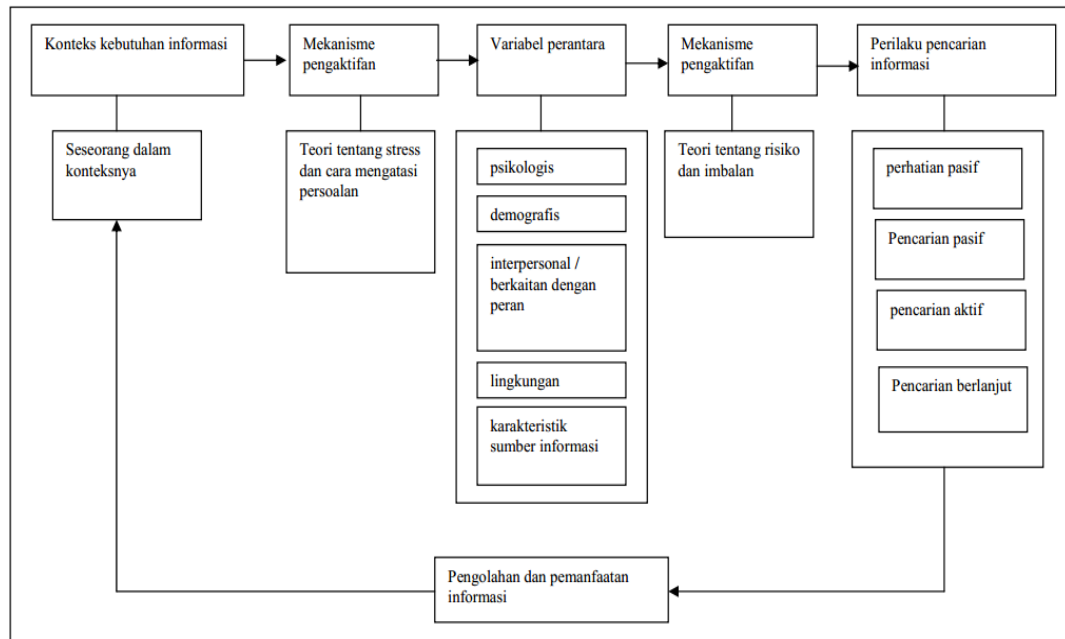 Konteks kebutuhan informasi
Mekanisme
pengaktifan
Variabel perantara
Mekanisme
pengaktifan
Perilaku pencarian
informasi
Seseorang dalam
konteksnya
Teori tentang stress
dan cara mengatasi
persoalan
psikologis
demografis
interpersonal /
berkaitan dengan
peran
lingkungan
karakteristik
sumber informasi
Teori tentang risiko
dan imbalan
perhatian pasif
Pencarian pasif
pencarian aktif
Pencarian berlanjut
Pengolahan dan pemanfaatan
informasi